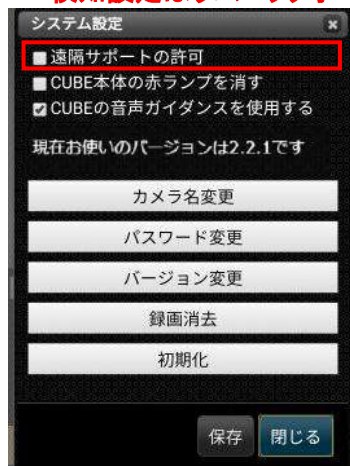 システム設定
遠隔サポートの許可
CUBE本体の赤ランプを消す
CUBEの音声ガイダンスを使用する
現在お使いのバージョンは2.2.1です
カメラ名変更
パスワード変更
バージョン変更
録画消去
初期化
保存 閉じる